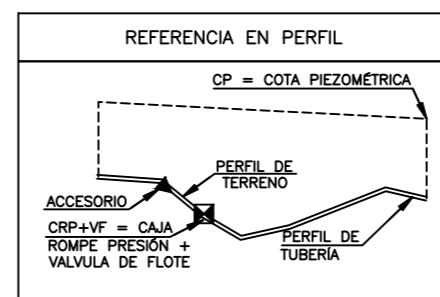 REFERENCIA EN PERFIL
CP = COTA PIEZOMÉTRICA
PERFIL DE
TERRENO
ACCESORIO
CRP+VF = CAJA
ROMPE PRESIÓN +
VALVULA DE FLOTE
PERFIL DE
TUBERÍA